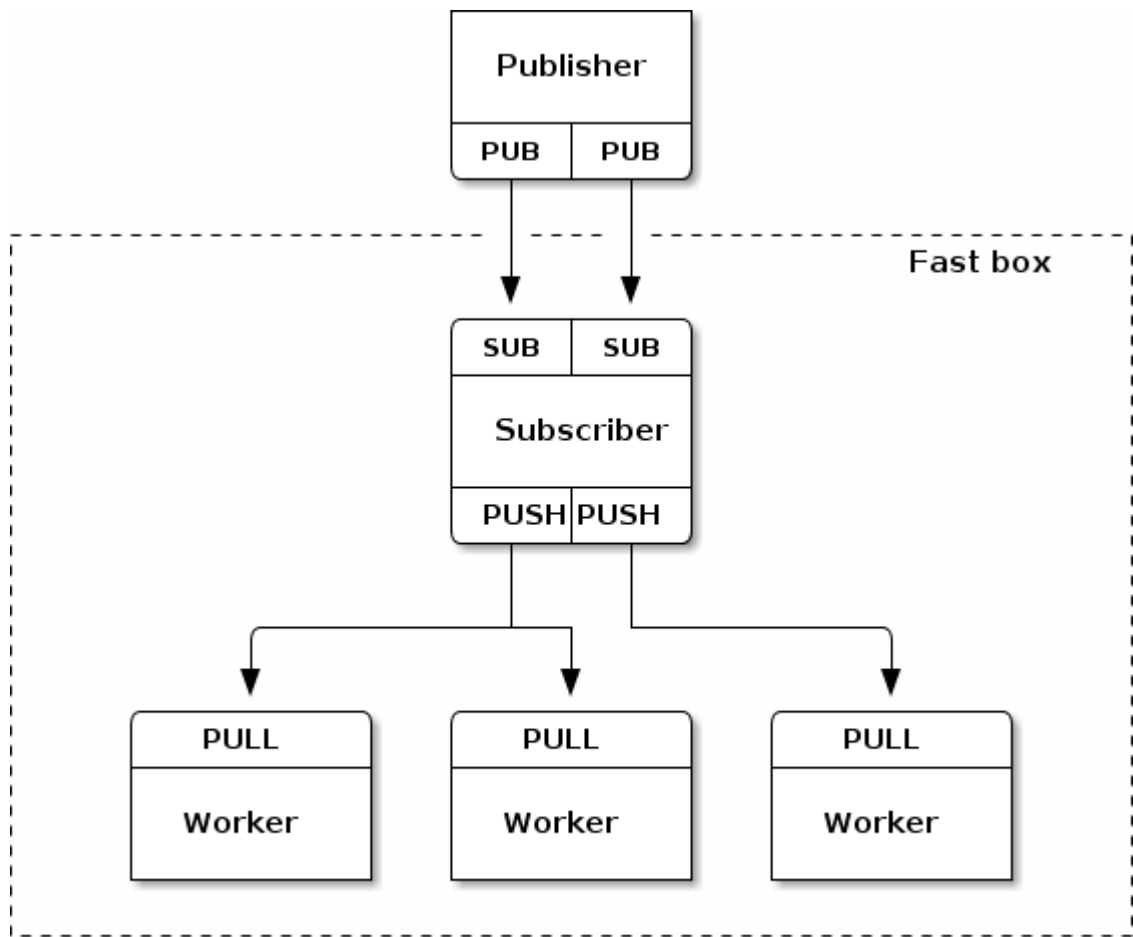 Publisher
PUB PUB
Fast box
SUB SUB
Subscriber
PUSH PUSH
PULL PULL PULL
Worker Worker Worker